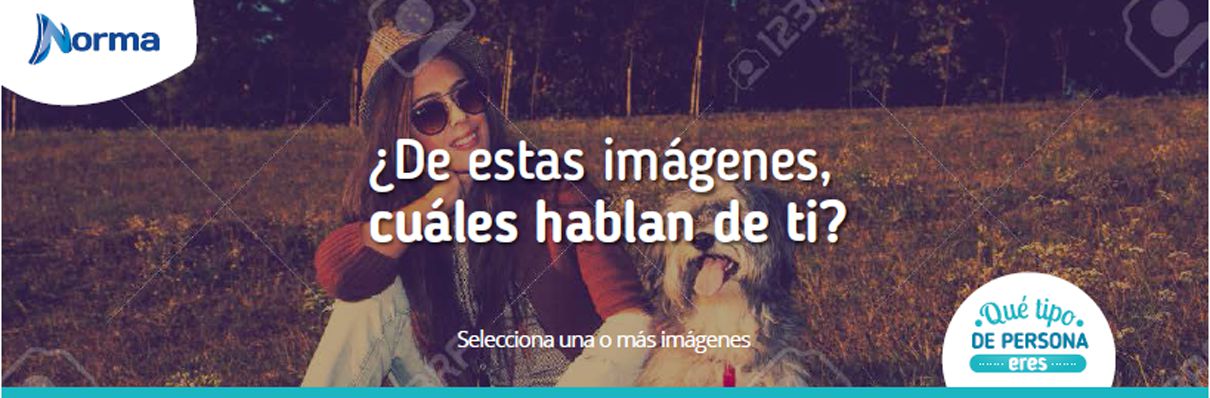 Norma
¿De estas imágenes,
cuáles hablan de ti?
Selecciona una o más imágenes
Qué tipo
DE PERSONA
eres
123RF